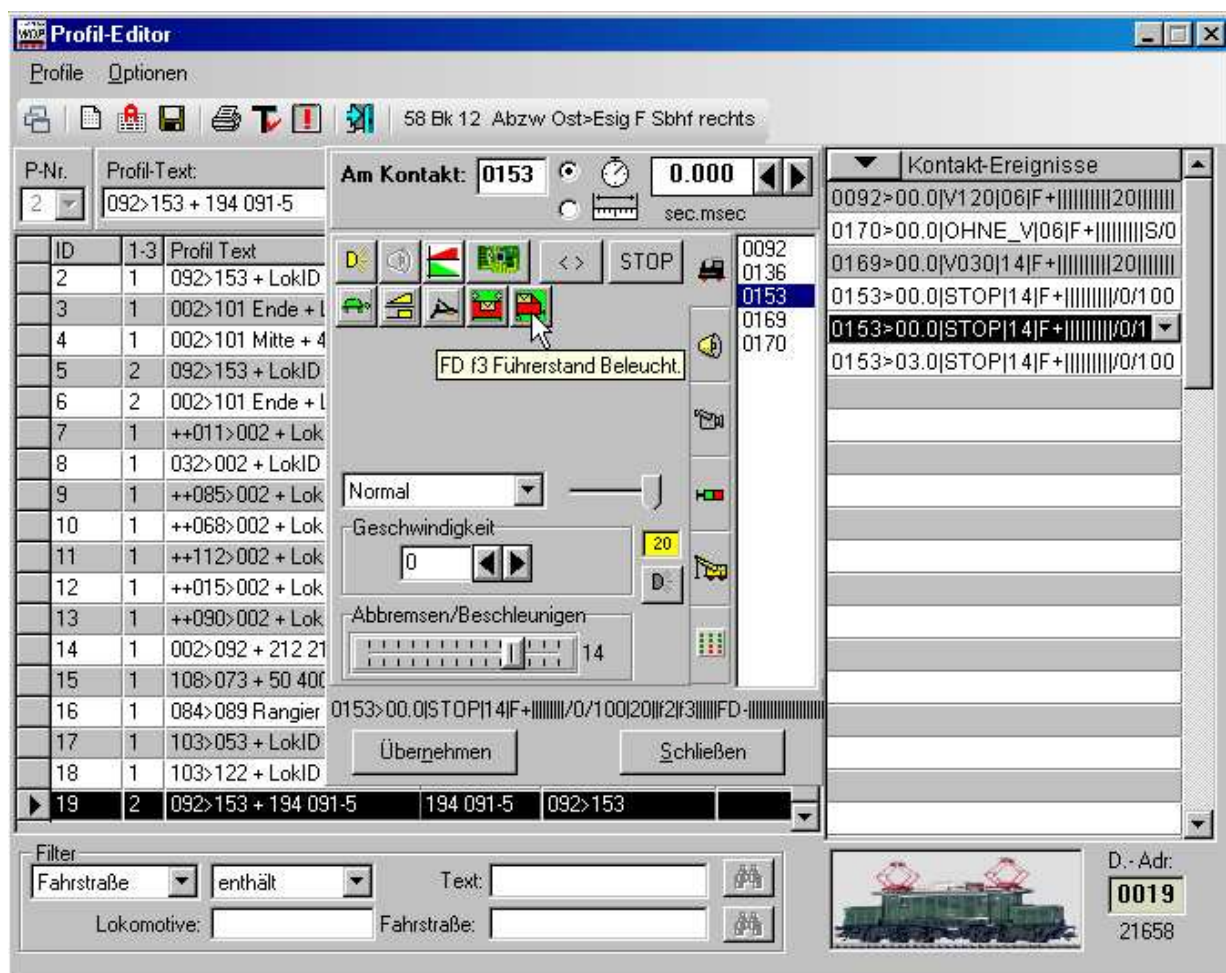 Profil-Editor
Profile Optionen
58 Bk 12 Abzw Ost>Esig F Sbhf rechts
P-Nr. Profil-Text:
2 092>153 + 194 091-5
Am Kontakt: 0153 0.000
sec.msec
Kontakt-Ereignisse
0092>00.0|V120|06|F+||||||||||20|||||||
0170>00.0|OHNE_V|06|F+|||||||||S/0
0169>00.0|V030|14|F+||||||||||20|||||||
0153>00.0|STOP|14|F+|||||||||/0/100
0153>00.0|STOP|14|F+|||||||||/0/1
0153>03.0|STOP|14|F+|||||||||/0/100
ID 1-3 Profil Text
2 1 092>153 + LokID
3 1 002>101 Ende + L
4 1 002>101 Mitte + 4
5 2 092>153 + LokID
6 2 002>101 Ende + L
7 1 ++011>002 + Lok
8 1 032>002 + LokID
9 1 ++085>002 + Lok
10 1 ++068>002 + Lok
11 1 ++112>002 + Lok
12 1 ++015>002 + Lok
13 1 ++090>002 + Lok
14 1 002>092 + 212 21
15 1 108>073 + 50 400
16 1 084>089 Rangier
17 1 103>053 + LokID
18 1 103>122 + LokID
19 2 092>153 + 194 091-5 194 091-5 092>153
D < > STOP
0092
0136
0153
0169
0170
FD f3 Führerstand Beleucht.
Normal
Geschwindigkeit
0
20
D
Abbremsen/Beschleunigen
14
0153>00.0|STOP|14|F+|||||||||/0/100|20|||f2|f3||||||FD-||||||||||||||||||
Übernehmen Schließen
Filter
Fahrstraße enthält Text:
Lokomotive: Fahrstraße:
D.- Adr:
0019
21658